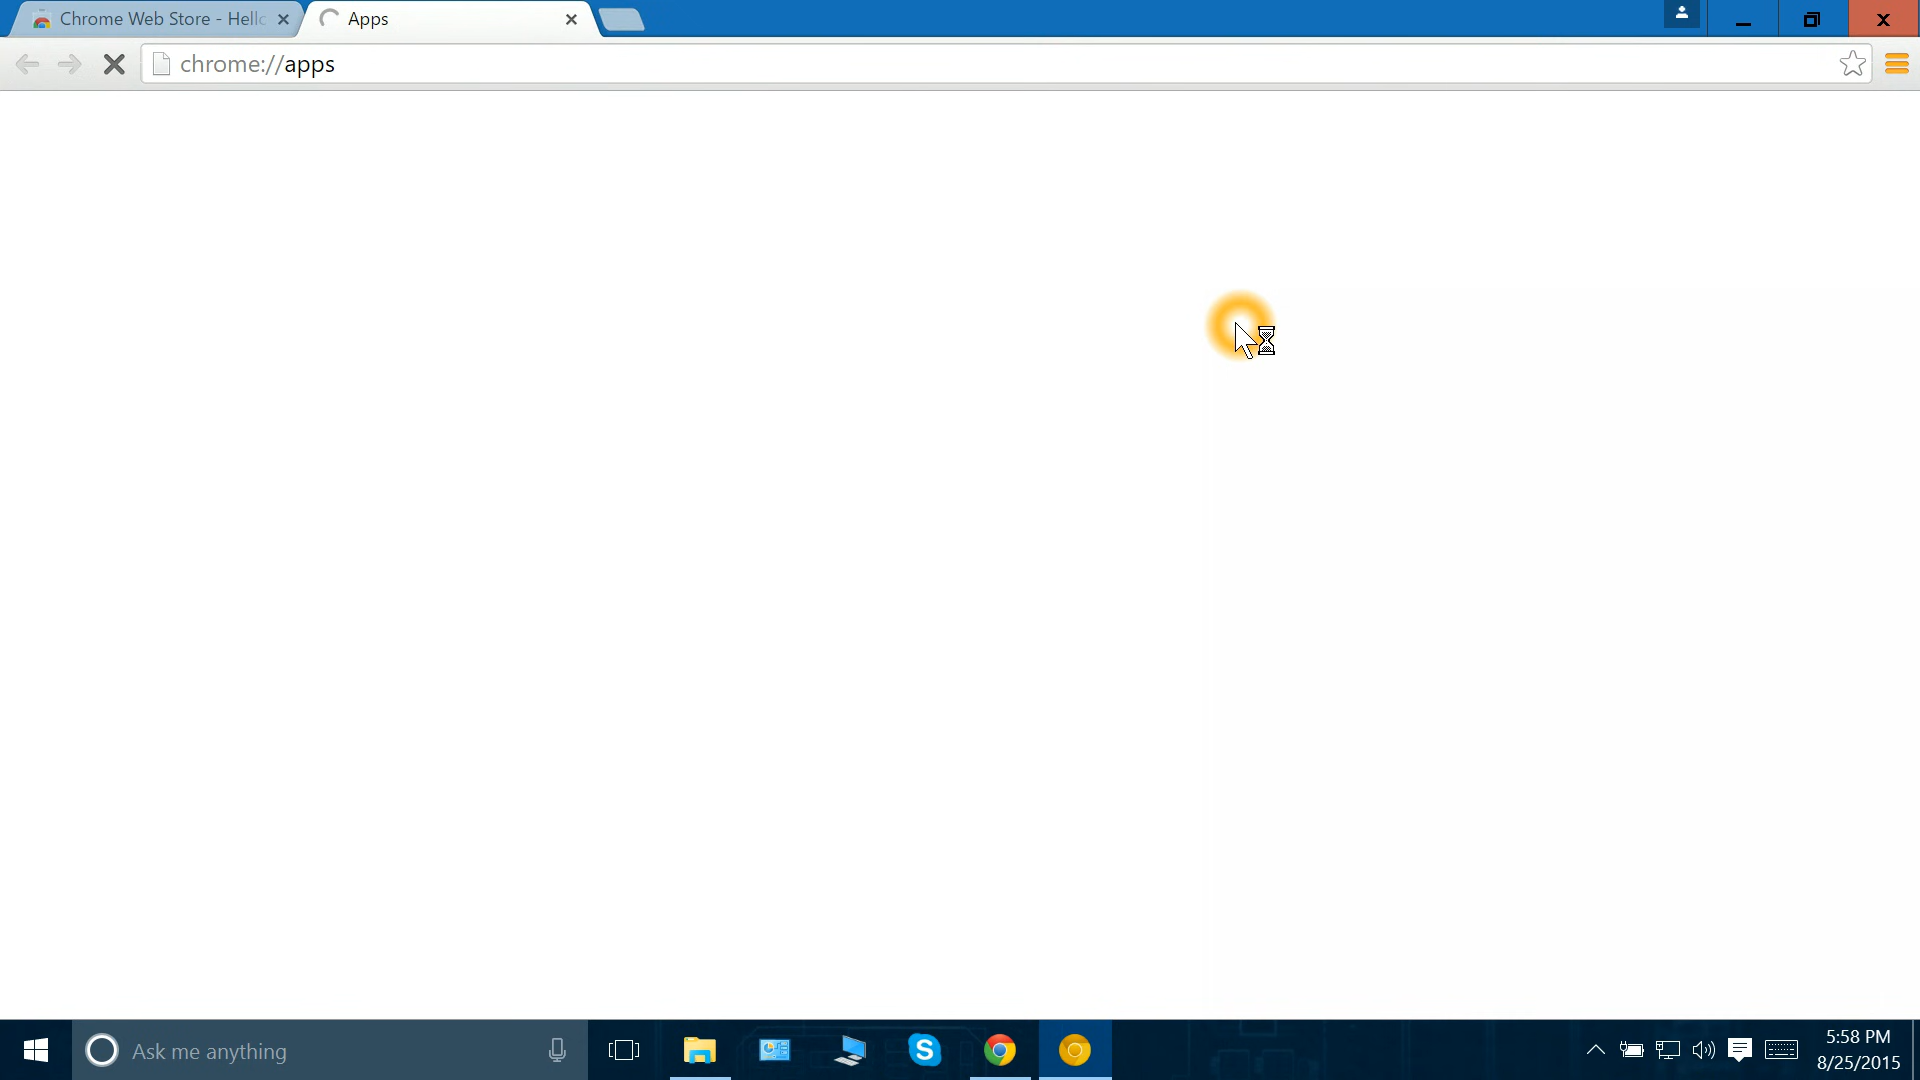 Chrome Web Store - Hello
Apps
chrome://apps
Ask me anything
S
5:58 PM
8/25/2015